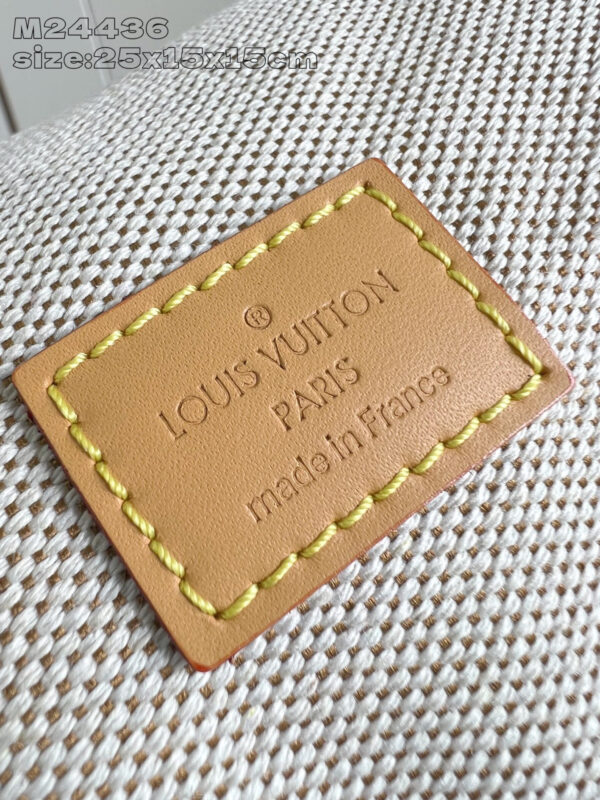 M24436
size:25x15x15cm
®
LOUIS VUITTON
PARIS
made in France